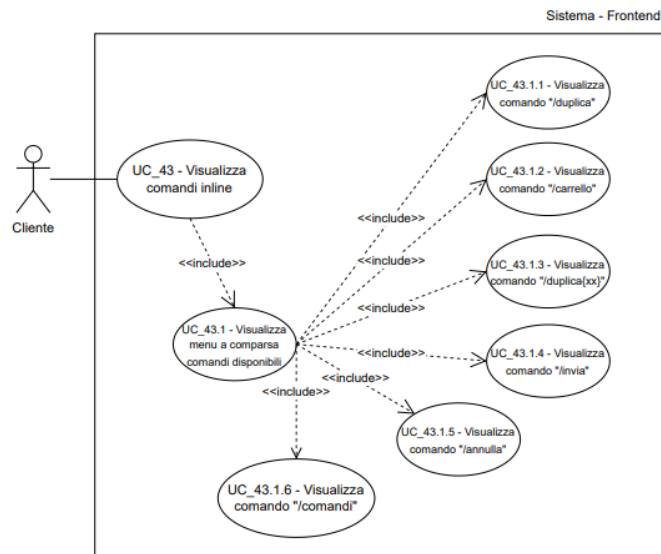 Sistema - Frontend
UC_43.1.1 - Visualizza
comando "/duplica"
UC_43 - Visualizza
comandi inline
UC_43.1.2 - Visualizza
comando "/carrello"
Cliente
<<include>>
<<include>>
<<include>>
UC_43.1.3 - Visualizza
comando "/duplica{xx}"
<<include>>
UC_43.1 - Visualizza
menu a comparsa
comandi disponibili
<<include>>
UC_43.1.4 - Visualizza
comando "/invia"
<<include>>
<<include>>
UC_43.1.5 - Visualizza
comando "/annulla"
UC_43.1.6 - Visualizza
comando "/comandi"